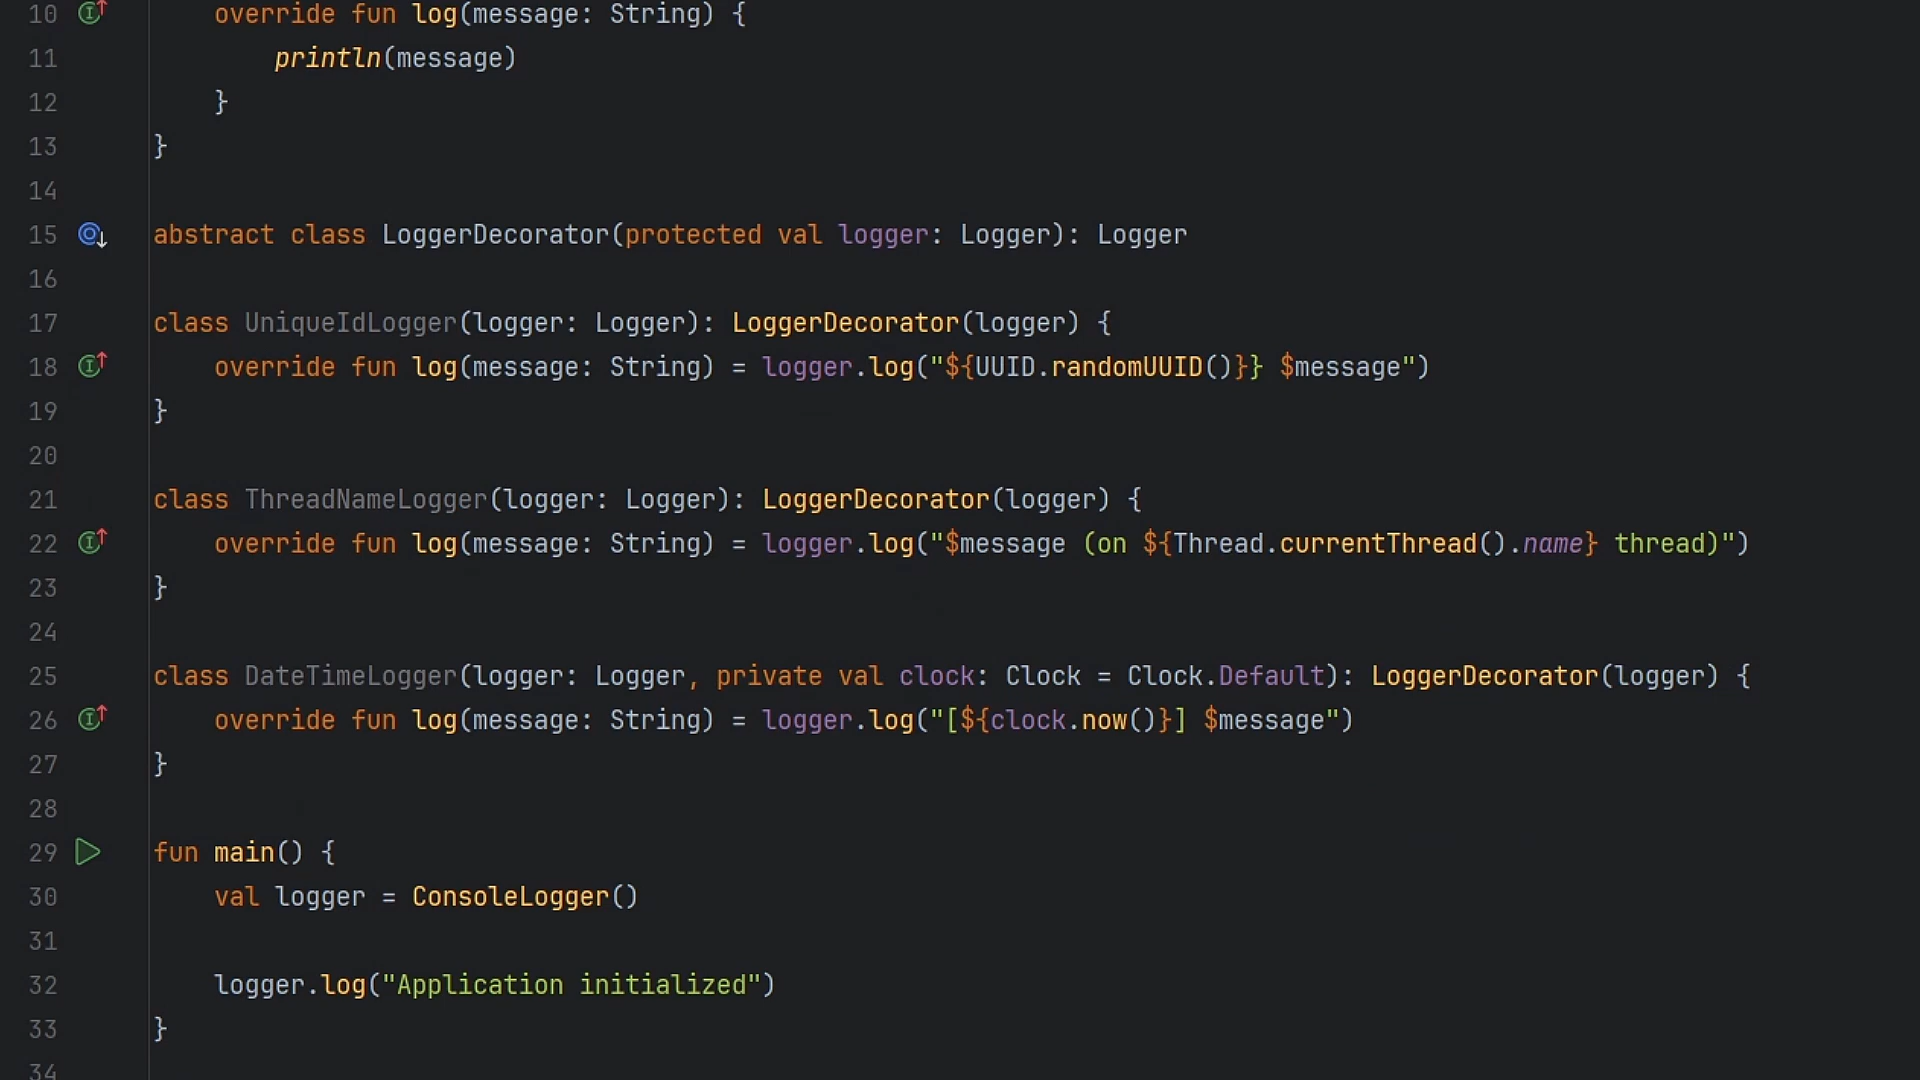 10 override fun log(message: String) {
11 println(message)
12 }
13 }
14
15 abstract class LoggerDecorator(protected val logger: Logger): Logger
16
17 class UniqueIdLogger(logger: Logger): LoggerDecorator(logger) {
18 override fun log(message: String) = logger.log("${UUID.randomUUID()}} $message")
19 }
20
21 class ThreadNameLogger(logger: Logger): LoggerDecorator(logger) {
22 override fun log(message: String) = logger.log("$message (on ${Thread.currentThread().name} thread)")
23 }
24
25 class DateTimeLogger(logger: Logger, private val clock: Clock = Clock.Default): LoggerDecorator(logger) {
26 override fun log(message: String) = logger.log("[${clock.now()}] $message")
27 }
28
29 fun main() {
30 val logger = ConsoleLogger()
31
32 logger.log("Application initialized")
33 }
34